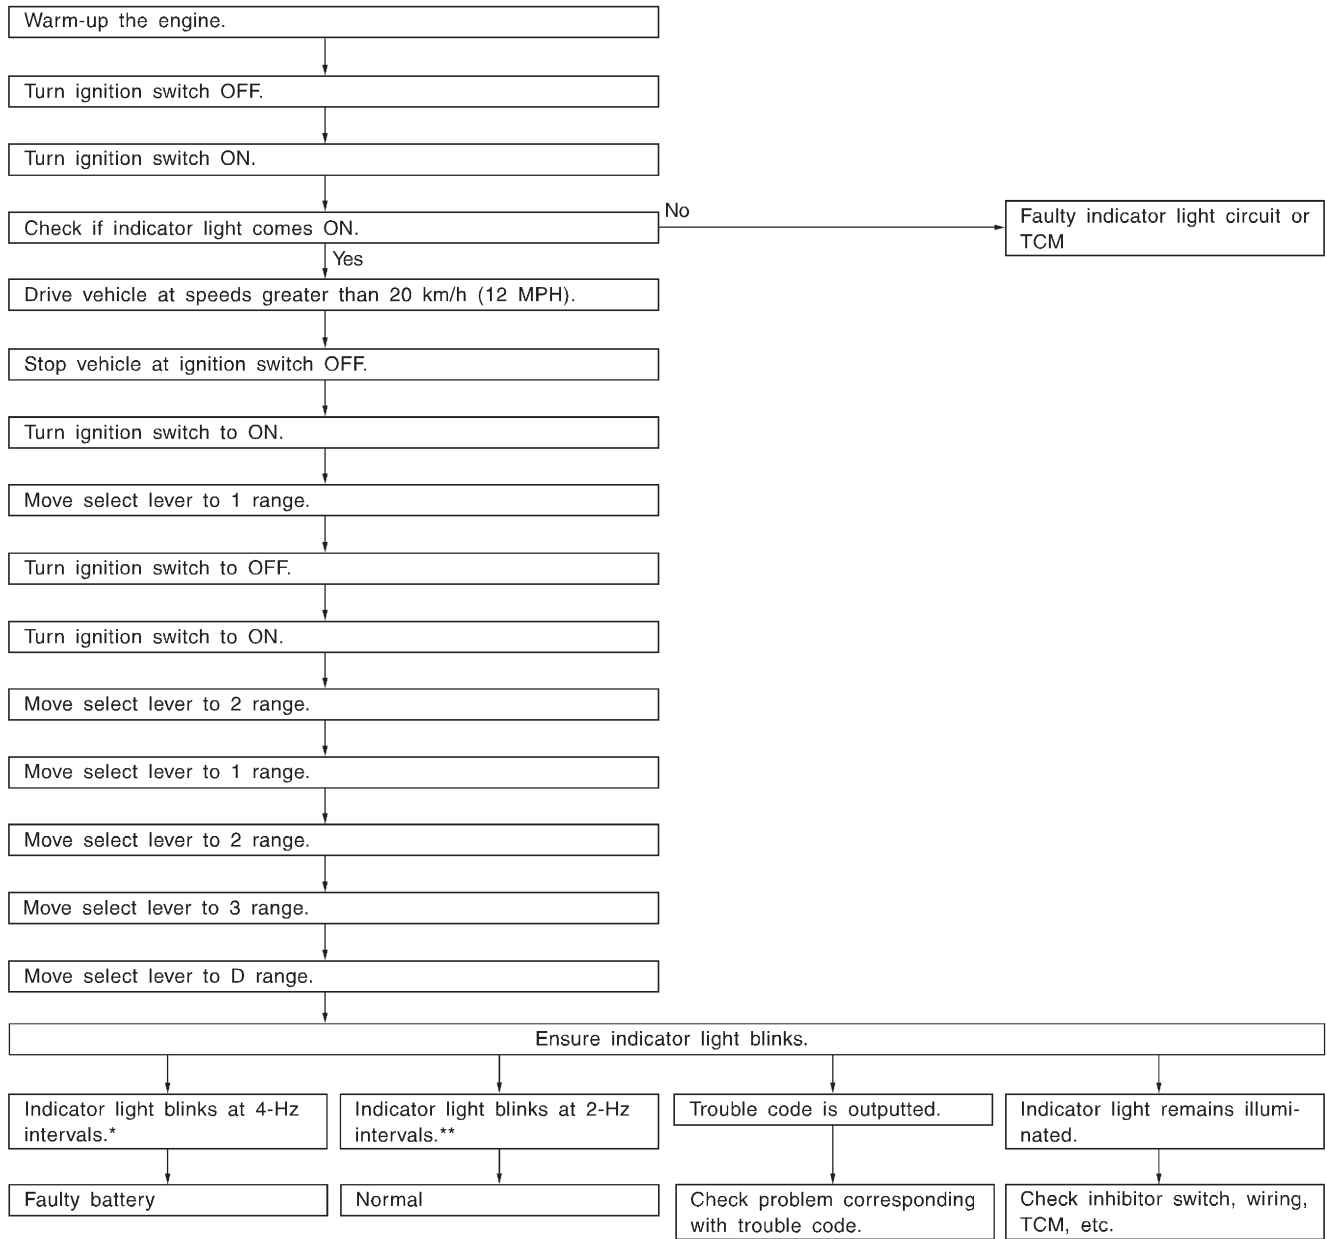 Warm-up the engine.
Turn ignition switch OFF.
Turn ignition switch ON.
Check if indicator light comes ON.
No
Faulty indicator light circuit or
TCM
Yes
Drive vehicle at speeds greater than 20 km/h (12 MPH).
Stop vehicle at ignition switch OFF.
Turn ignition switch to ON.
Move select lever to 1 range.
Turn ignition switch to OFF.
Turn ignition switch to ON.
Move select lever to 2 range.
Move select lever to 1 range.
Move select lever to 2 range.
Move select lever to 3 range.
Move select lever to D range.
Ensure indicator light blinks.
Indicator light blinks at 4-Hz
intervals.*
Indicator light blinks at 2-Hz
intervals.**
Trouble code is outputted.
Indicator light remains illumi-
nated.
Faulty battery
Normal
Check problem corresponding
with trouble code.
Check inhibitor switch, wiring,
TCM, etc.